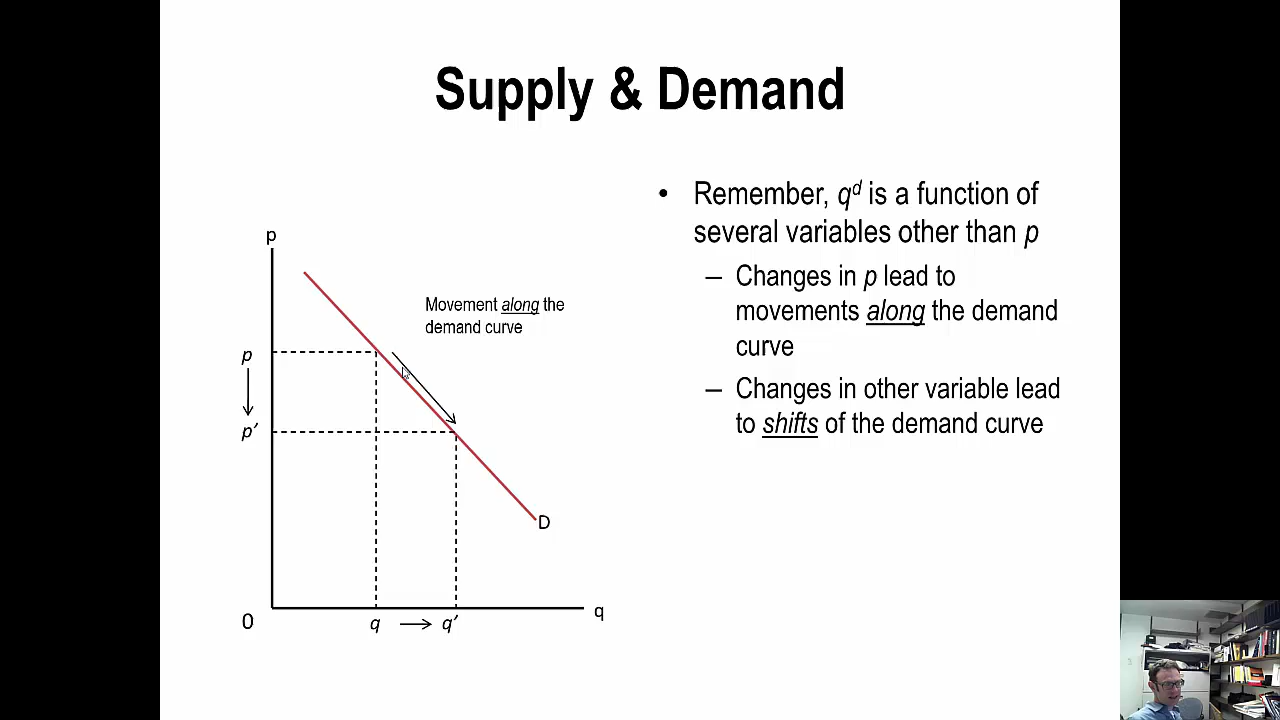 Supply & Demand
• Remember, qᵈ is a function of
several variables other than p
– Changes in p lead to
movements along the demand
curve
– Changes in other variable lead
to shifts of the demand curve
p
Movement along the
demand curve
p
p′
D
0
q
q′
q